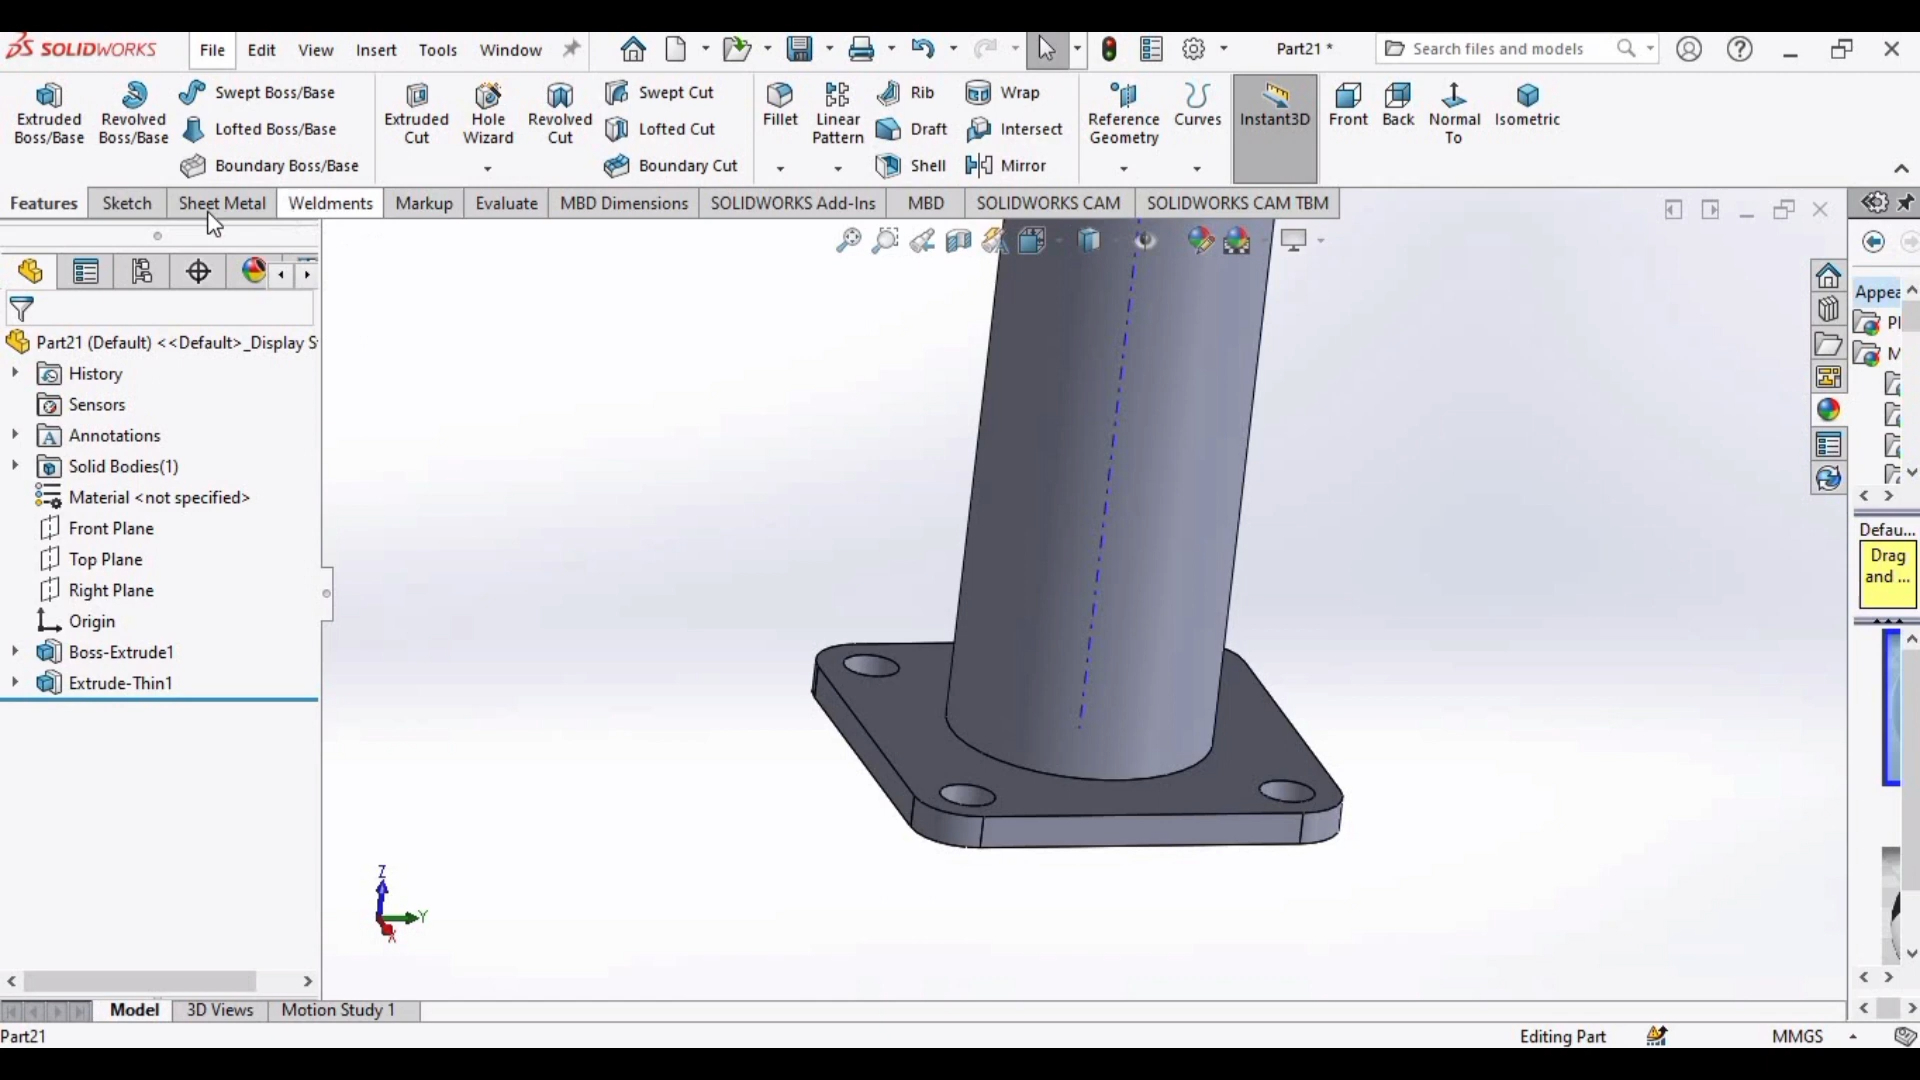 SOLIDWORKS File Edit View Insert Tools Window Part21 * Search files and models
Extruded Boss/Base
Revolved Boss/Base
Swept Boss/Base
Lofted Boss/Base
Boundary Boss/Base
Extruded Cut
Hole Wizard
Revolved Cut
Swept Cut
Lofted Cut
Boundary Cut
Fillet
Linear Pattern
Rib
Draft
Shell
Wrap
Intersect
Mirror
Reference Geometry
Curves
Instant3D
Front
Back
Normal To
Isometric
Features Sketch Sheet Metal Weldments Markup Evaluate MBD Dimensions SOLIDWORKS Add-Ins MBD SOLIDWORKS CAM SOLIDWORKS CAM TBM
Part21 (Default) <<Default>_Display S
History
Sensors
Annotations
Solid Bodies(1)
Material <not specified>
Front Plane
Top Plane
Right Plane
Origin
Boss-Extrude1
Extrude-Thin1
Z
Y
X
Appea
Pl
M
Defau...
Drag
and ...
Model 3D Views Motion Study 1
Part21 Editing Part MMGS